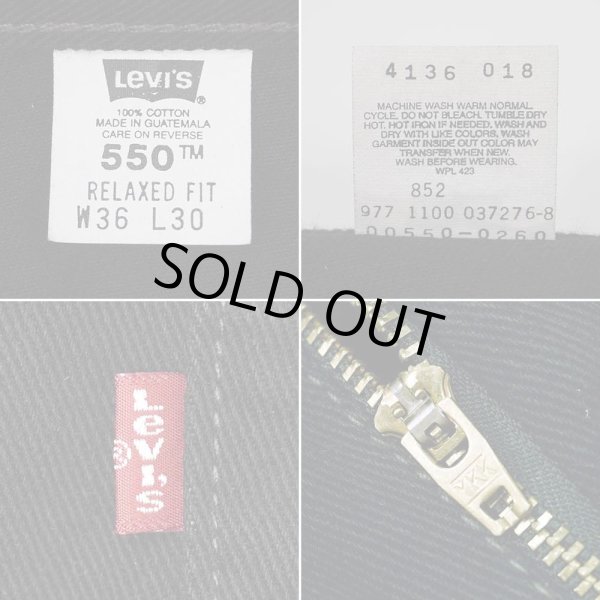 LEVI'S ®
100% COTTON
MADE IN GUATEMALA
CARE ON REVERSE
550™
RELAXED FIT
W36 L30
4136 018
MACHINE WASH WARM NORMAL
CYCLE. DO NOT BLEACH. TUMBLE DRY
HOT. HOT IRON IF NEEDED. WASH AND
DRY WITH LIKE COLORS, WASH
GARMENT INSIDE OUT COLOR MAY
TRANSFER WHEN NEW.
WASH BEFORE WEARING.
WPL 423
852
977 1100 037276-8
00550-0260
SOLD OUT
LeVI'S ®
YKK